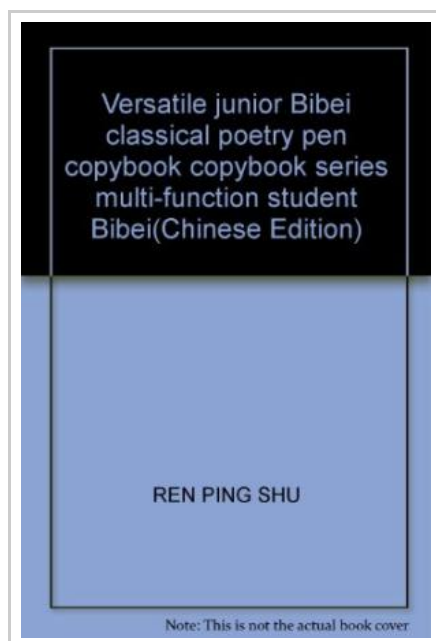 Versatile junior Bibei
classical poetry pen
copybook copybook series
multi-function student
Bibei(Chinese Edition)
REN PING SHU
Note: This is not the actual book cover